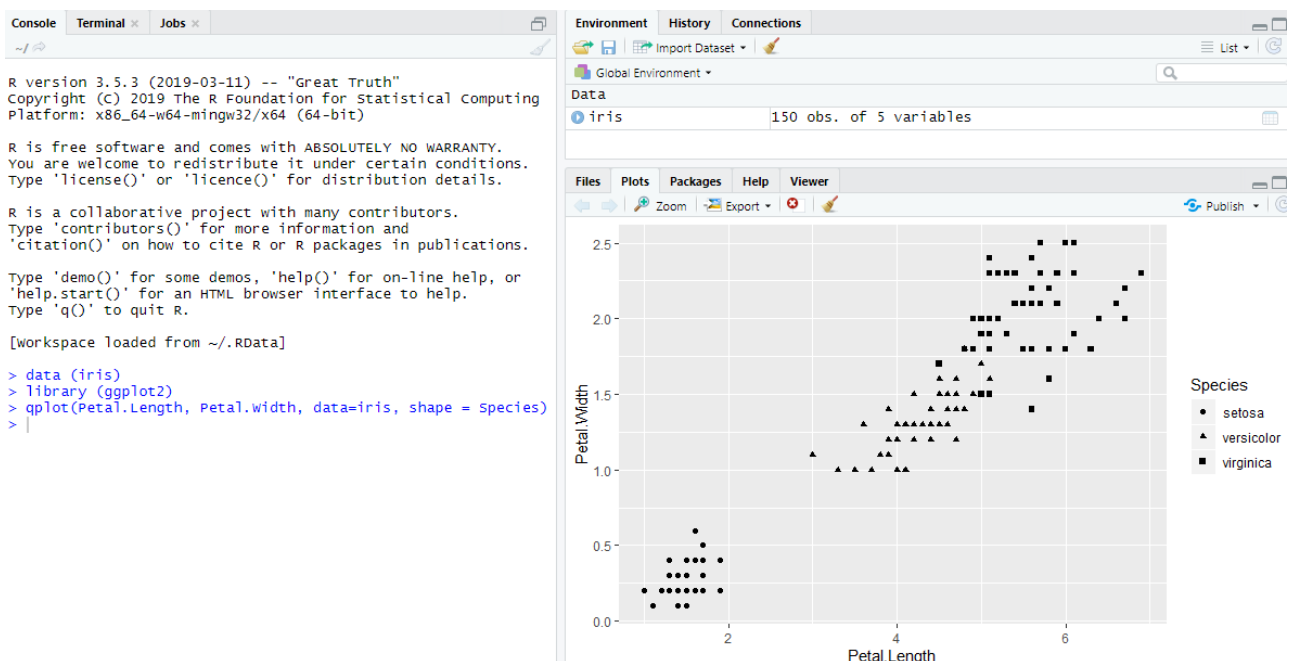 Console Terminal × Jobs ×
~/
R version 3.5.3 (2019-03-11) -- "Great Truth"
Copyright (C) 2019 The R Foundation for Statistical Computing
Platform: x86_64-w64-mingw32/x64 (64-bit)
R is free software and comes with ABSOLUTELY NO WARRANTY.
You are welcome to redistribute it under certain conditions.
Type 'license()' or 'licence()' for distribution details.
R is a collaborative project with many contributors.
Type 'contributors()' for more information and
'citation()' on how to cite R or R packages in publications.
Type 'demo()' for some demos, 'help()' for on-line help, or
'help.start()' for an HTML browser interface to help.
Type 'q()' to quit R.
[Workspace loaded from ~/.RData]
> data (iris)
> library (ggplot2)
> qplot(Petal.Length, Petal.Width, data=iris, shape = Species)
>
Environment History Connections
Import Dataset List
Global Environment
Data
iris 150 obs. of 5 variables
Files Plots Packages Help Viewer
Zoom Export Publish
2.5
2.0
1.5
1.0
0.5
0.0
Petal.Width
2 4 6
Petal.Length
Species
setosa
versicolor
virginica